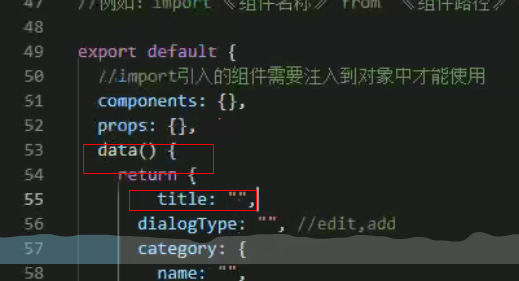 47 //例如：import 《组件名称》 from 《组件路径》
48
49 export default {
50 //import引入的组件需要注入到对象中才能使用
51 components: {},
52 props: {},
53 data() {
54 return {
55 title: "",
56 dialogType: "", //edit,add
57 category: {
58 name: "",